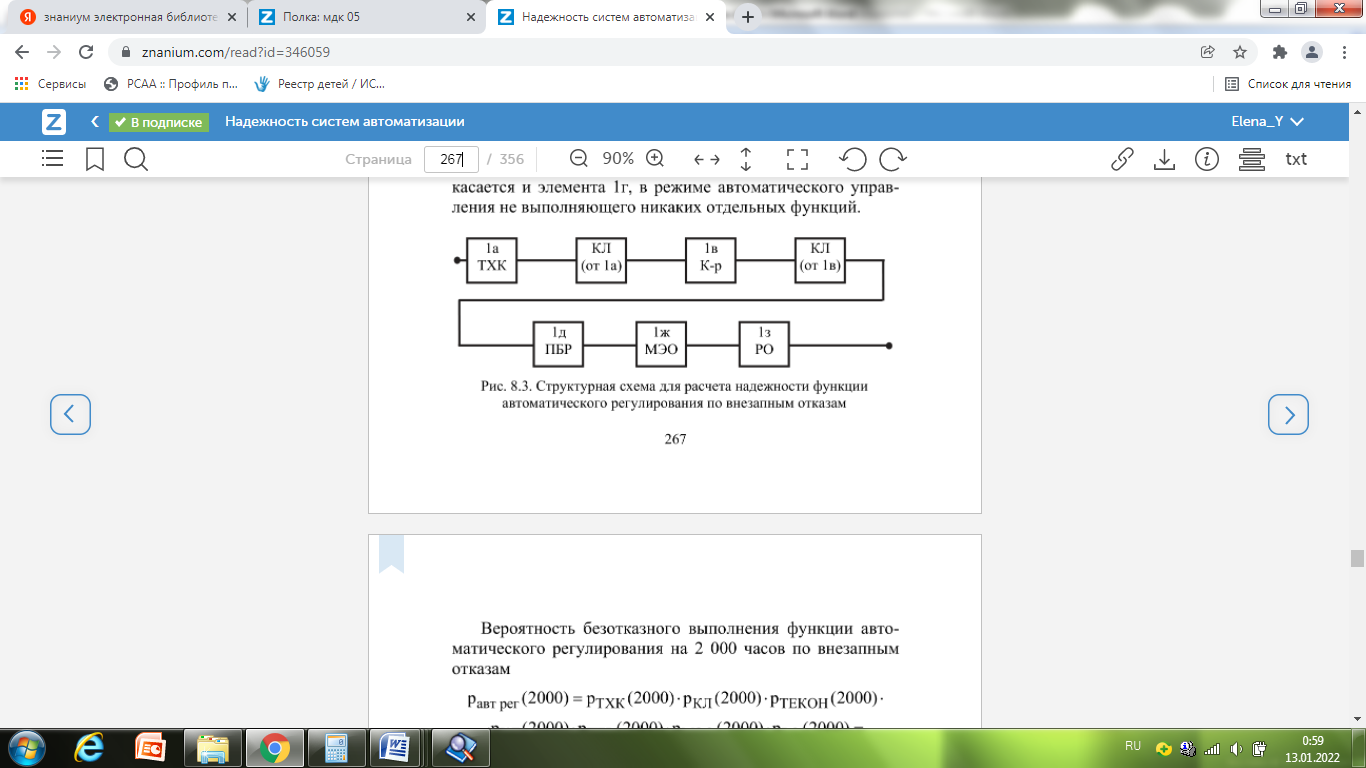 знаниум электронная библиоте
Полка: мдк 05
Надежность систем автоматиза
znanium.com/read?id=346059
Сервисы
РСАА :: Профиль п...
Реестр детей / ИС...
Список для чтения
В подписке
Надежность систем автоматизации
Elena_Y
Страница 267 / 356
90%
txt
касается и элемента 1г, в режиме автоматического управ-
ления не выполняющего никаких отдельных функций.
1а
ТХК
КЛ
(от 1а)
1в
К-р
КЛ
(от 1в)
1д
ПБР
1ж
МЭО
1з
РО
Рис. 8.3. Структурная схема для расчета надежности функции
автоматического регулирования по внезапным отказам
267
Вероятность безотказного выполнения функции авто-
матического регулирования на 2 000 часов по внезапным
отказам
pавт рег(2000) = pТХК(2000)·pКЛ(2000)·pТЕКОН(2000)·
RU
0:59
13.01.2022